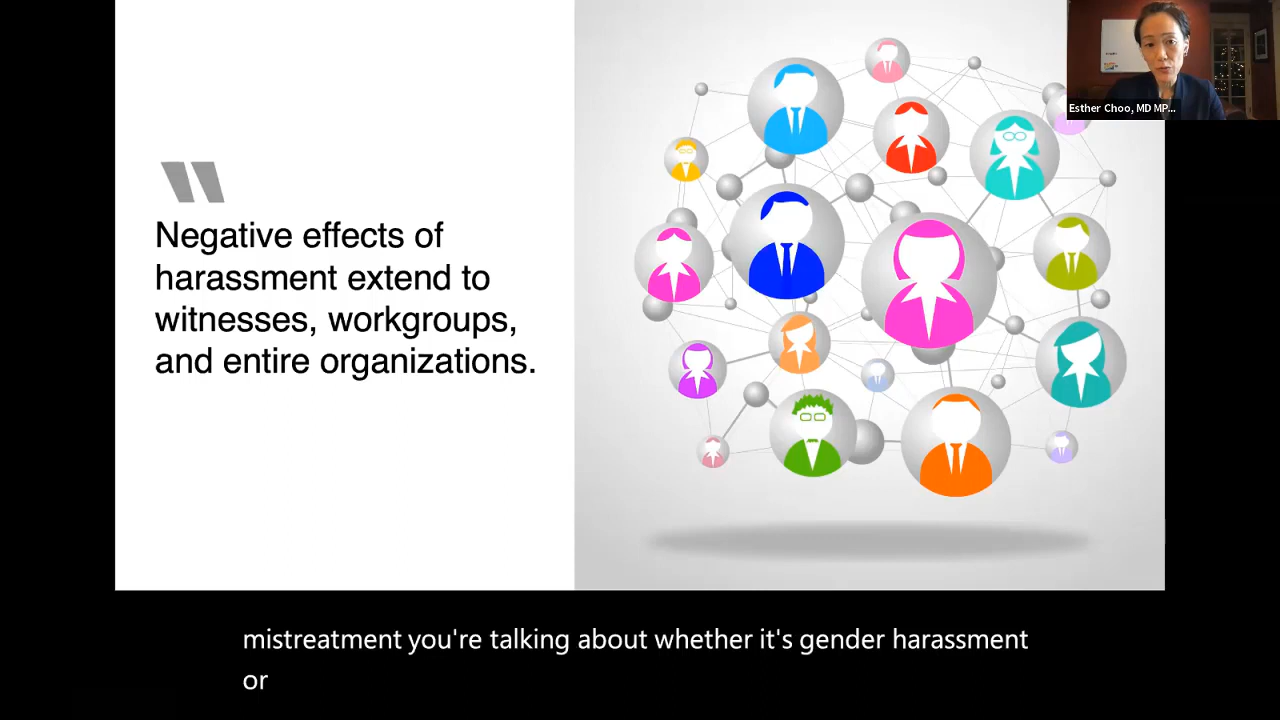 Esther Choo, MD MP...
Negative effects of
harassment extend to
witnesses, workgroups,
and entire organizations.
mistreatment you're talking about whether it's gender harassment
or